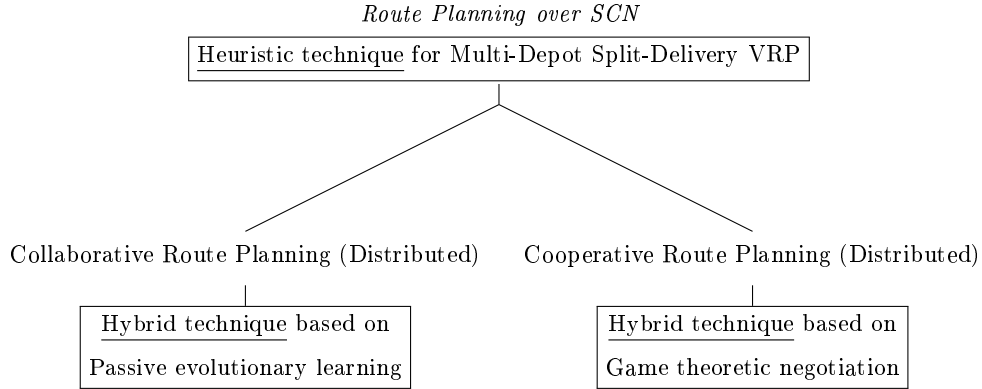 Route Planning over SCN
Heuristic technique for Multi-Depot Split-Delivery VRP
Collaborative Route Planning (Distributed)
Cooperative Route Planning (Distributed)
Hybrid technique based on
Passive evolutionary learning
Hybrid technique based on
Game theoretic negotiation